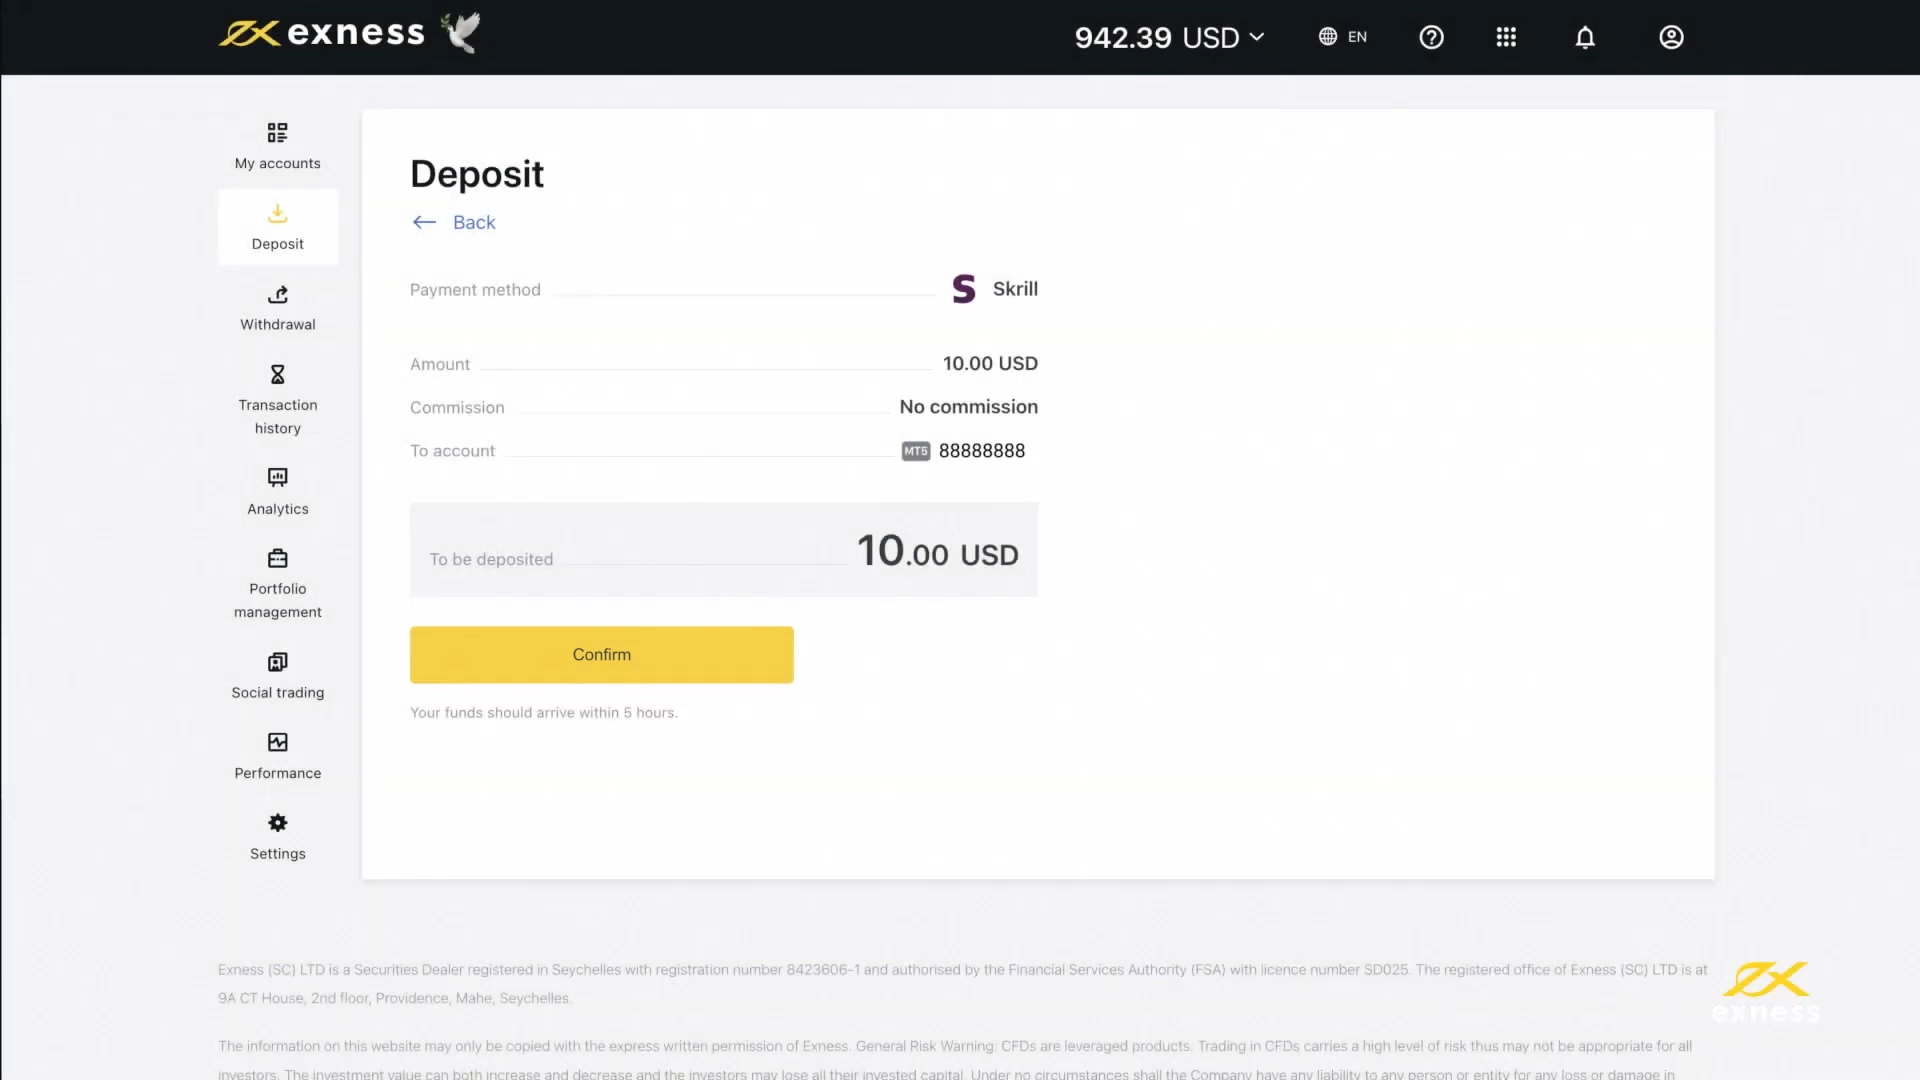 exness
942.39 USD
EN
My accounts
Deposit
Withdrawal
Transaction
history
Analytics
Portfolio
management
Social trading
Performance
Settings
Deposit
Back
Payment method S Skrill
Amount 10.00 USD
Commission No commission
To account MT5 88888888
To be deposited 10.00 USD
Confirm
Your funds should arrive within 5 hours.
Exness (SC) LTD is a Securities Dealer registered in Seychelles with registration number 8423606-1 and authorised by the Financial Services Authority (FSA) with licence number SD025. The registered office of Exness (SC) LTD is at
9A CT House, 2nd floor, Providence, Mahe, Seychelles.
exness
The information on this website may only be copied with the express written permission of Exness. General Risk Warning: CFDs are leveraged products. Trading in CFDs carries a high level of risk thus may not be appropriate for all
investors. The investment value can both increase and decrease and the investors may lose all their invested capital. Under no circumstances shall the Company have any liability to any person or entity for any loss or damage in